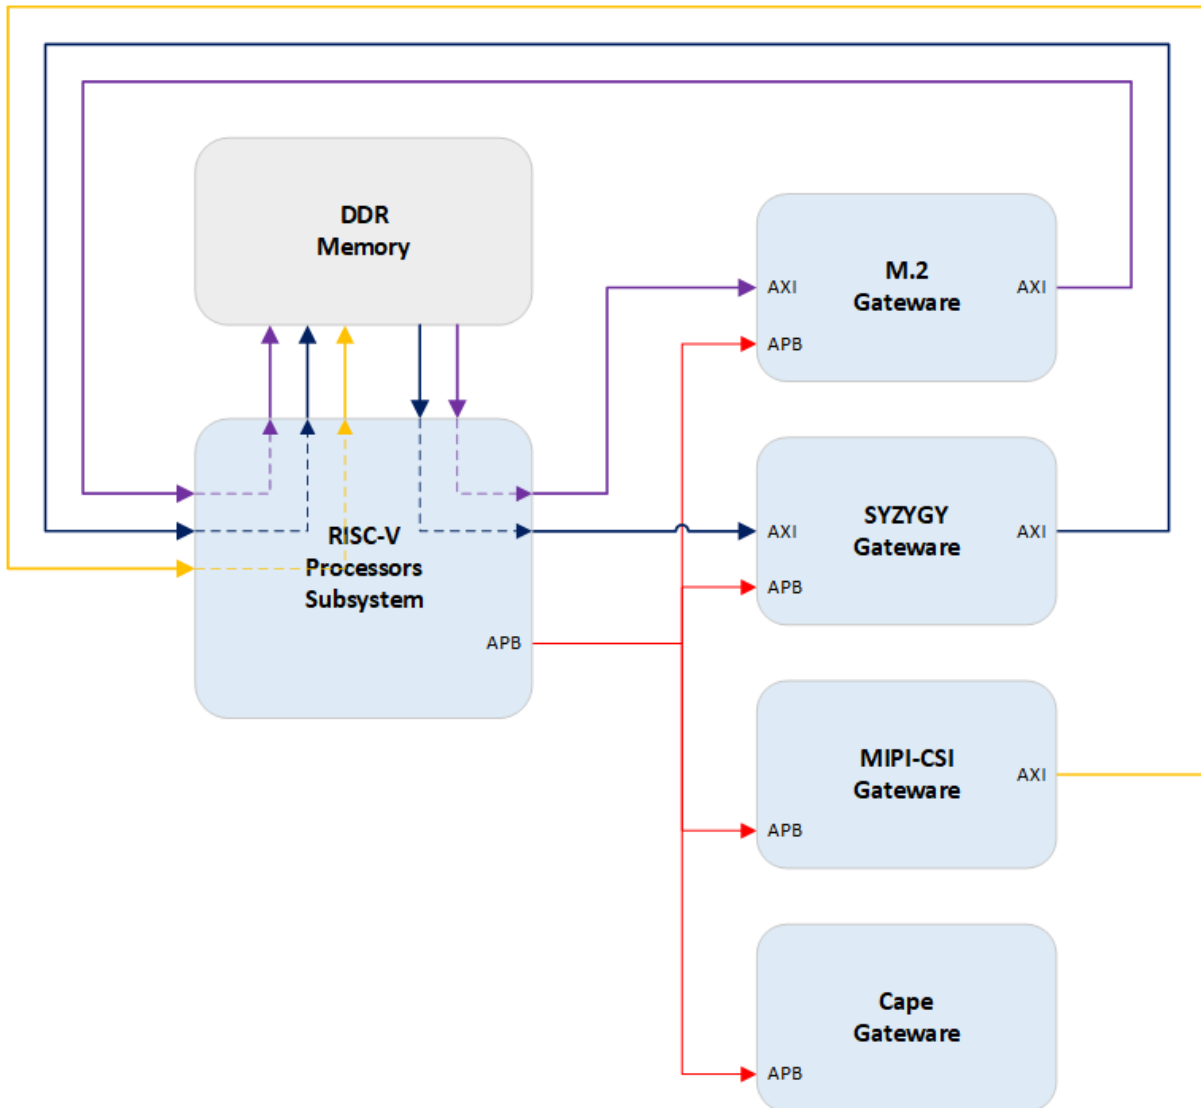 DDR
Memory
RISC-V
Processors
Subsystem
APB
M.2
Gateware
AXI
AXI
APB
SYZYGY
Gateware
AXI
AXI
APB
MIPI-CSI
Gateware
AXI
APB
Cape
Gateware
APB